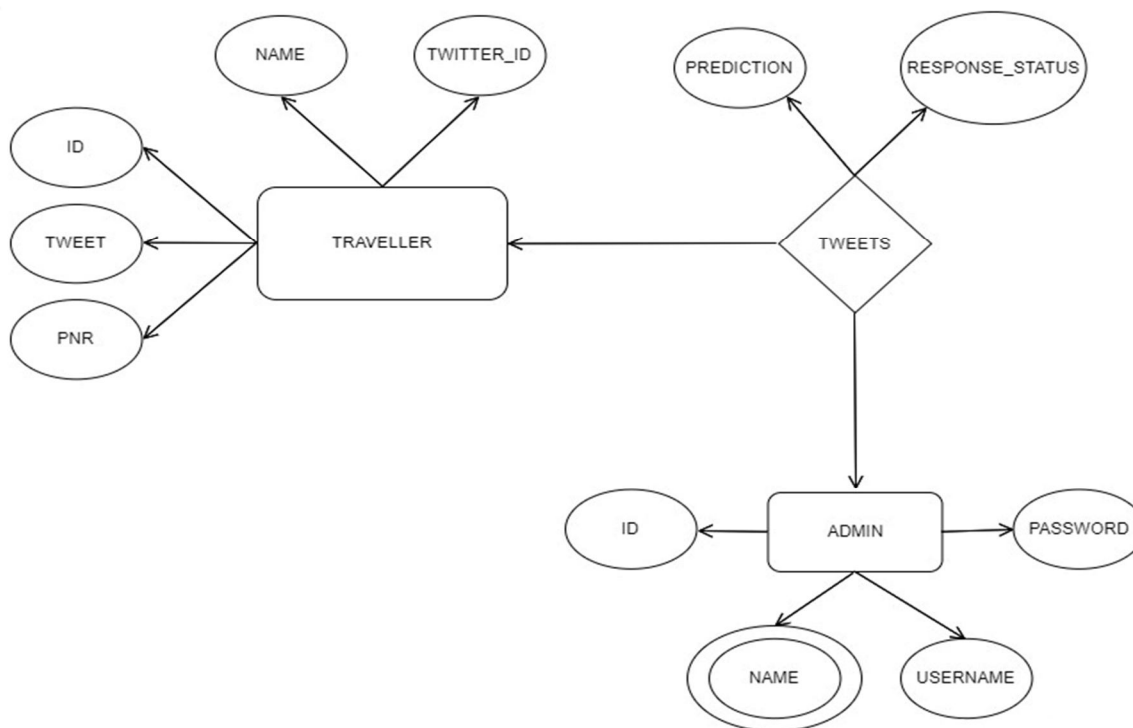 NAME
TWITTER_ID
PREDICTION
RESPONSE_STATUS
ID
TWEET
TRAVELLER
TWEETS
PNR
ID
ADMIN
PASSWORD
NAME
USERNAME